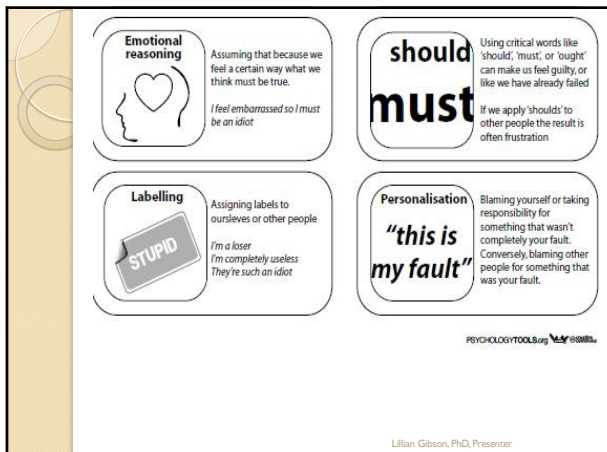 Emotional
reasoning
Assuming that because we
feel a certain way what we
think must be true.
I feel embarrassed so I must
be an idiot
should
must
Using critical words like
‘should’, ‘must’, or ‘ought’
can make us feel guilty, or
like we have already failed
If we apply ‘shoulds’ to
other people the result is
often frustration
Labelling
STUPID
Assigning labels to
ourselves or other people
I'm a loser
I'm completely useless
They're such an idiot
Personalisation
“this is
my fault”
Blaming yourself or taking
responsibility for
something that wasn't
completely your fault.
Conversely, blaming other
people for something that
was your fault.
PSYCHOLOGYTOOLS.org
Lillian Gibson, PhD, Presenter